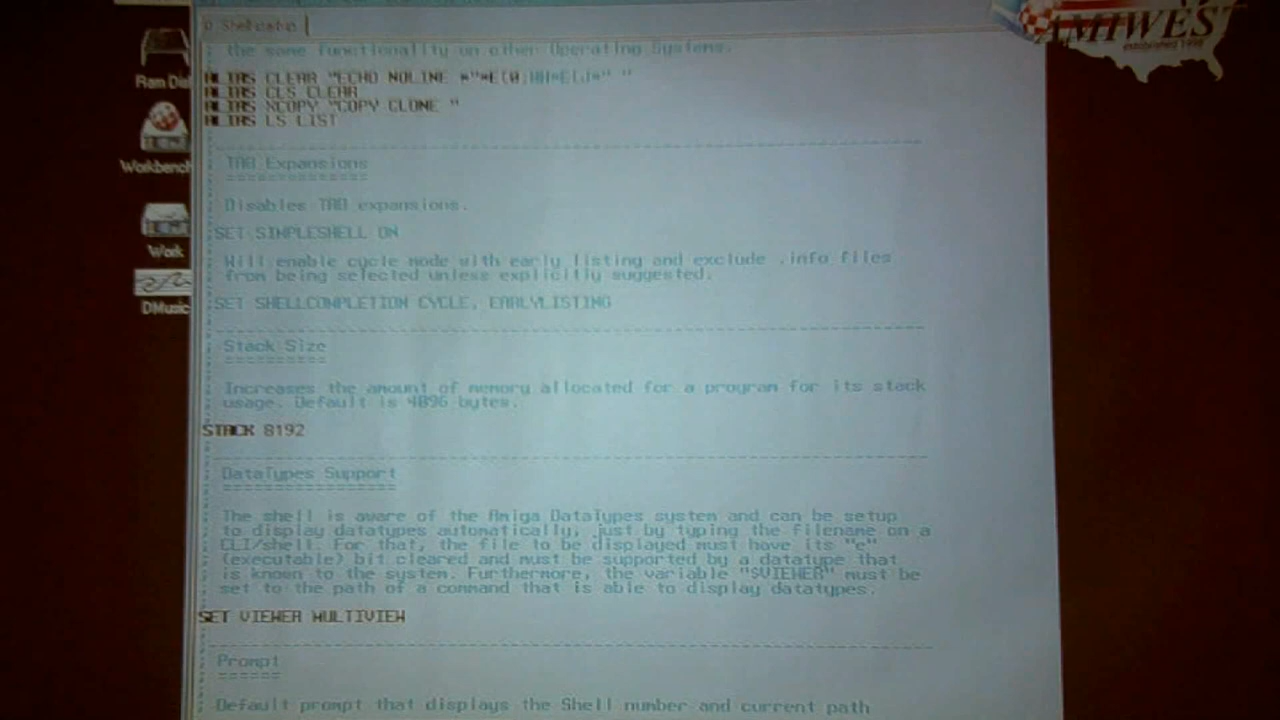 Shell-startup
AMIWEST
established 1998
the same functionality on other Operating Systems.
ALIAS CLEAR "ECHO NOLINE *"*E[0;0H*E[J*" "
ALIAS CLS CLEAR
ALIAS XCOPY "COPY CLONE "
ALIAS LS LIST
Ram Disk
Workbench
Work
DMusic
TAB Expansions
==============
Disables TAB expansions.
SET SIMPLESHELL ON
Will enable cycle mode with early listing and exclude .info files
from being selected unless explicitly suggested.
SET SHELLCOMPLETION CYCLE, EARLYLISTING
Stack Size
==========
Increases the amount of memory allocated for a program for its stack
usage. Default is 4096 bytes.
STACK 8192
DataTypes Support
=================
The shell is aware of the Amiga DataTypes system and can be setup
to display datatypes automatically, just by typing the filename on a
CLI/shell. For that, the file to be displayed must have its "e"
(executable) bit cleared and must be supported by a datatype that
is known to the system. Furthermore, the variable "$VIEWER" must be
set to the path of a command that is able to display datatypes.
SET VIEWER MULTIVIEW
Prompt
======
Default prompt that displays the Shell number and current path